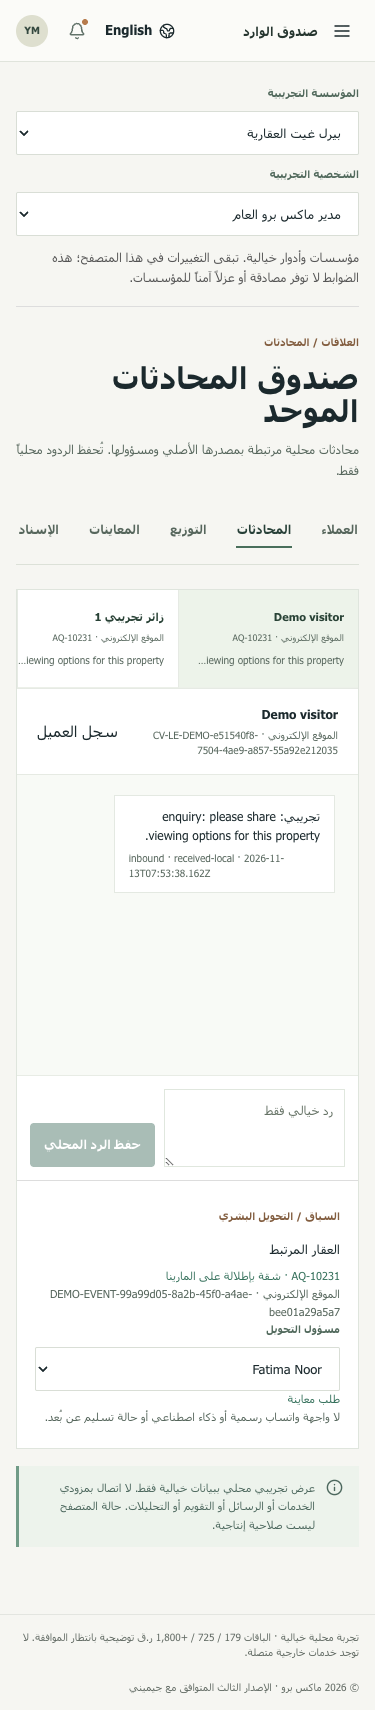 صندوق الوارد
English
YM
المؤسسة التجريبية
بيرل غيت العقارية
الشخصية التجريبية
مدير ماكس برو العام
مؤسسات وأدوار خيالية. تبقى التغييرات في هذا المتصفح؛ هذه
الضوابط لا توفر مصادقة أو عزلاً آمناً للمؤسسات.
العلاقات / المحادثات
صندوق المحادثات
الموحد
محادثات محلية مرتبطة بمصدرها الأصلي ومسؤولها. تُحفظ الردود محلياً
فقط.
العملاء
المحادثات
التوزيع
المعاينات
الإسناد
Demo visitor
الموقع الإلكتروني · AQ-10231
...iewing options for this property
زائر تجريبي 1
الموقع الإلكتروني · AQ-10231
...iewing options for this property
Demo visitor
الموقع الإلكتروني · CV-LE-DEMO-e51540f8-
7504-4ae9-a857-55a92e212035
سجل العميل
تجريبي: enquiry: please share
viewing options for this property.
inbound · received-local · 2026-11-
13T07:53:38.162Z
رد خيالي فقط
حفظ الرد المحلي
السياق / التحويل البشري
العقار المرتبط
AQ-10231 · شقة بإطلالة على المارينا
الموقع الإلكتروني · DEMO-EVENT-99a99d05-8a2b-45f0-a4ae-
bee01a29a5a7
مسؤول التحويل
Fatima Noor
طلب معاينة
لا واجهة واتساب رسمية أو ذكاء اصطناعي أو حالة تسليم عن بُعد.
عرض تجريبي محلي ببيانات خيالية فقط. لا اتصال بمزودي
الخدمات أو الرسائل أو التقويم أو التحليلات. حالة المتصفح
ليست صلاحية إنتاجية.
تجربة محلية خيالية · الباقات 179 / 725 / +1,800 ر.ق توضيحية بانتظار الموافقة. لا
توجد خدمات خارجية متصلة.
© 2026 ماكس برو · الإصدار الثالث المتوافق مع جيميني